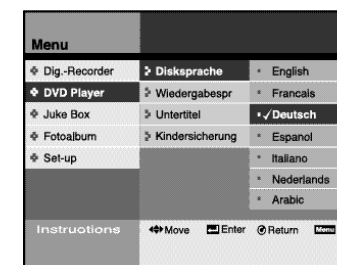 Menu
Dig.-Recorder
DVD Player
Juke Box
Fotoalbum
Set-up
Disksprache
Wiedergabespr
Untertitel
Kindersicherung
English
Francais
Deutsch
Espanol
Italiano
Nederlands
Arabic
Instructions
Move Enter Return Menu